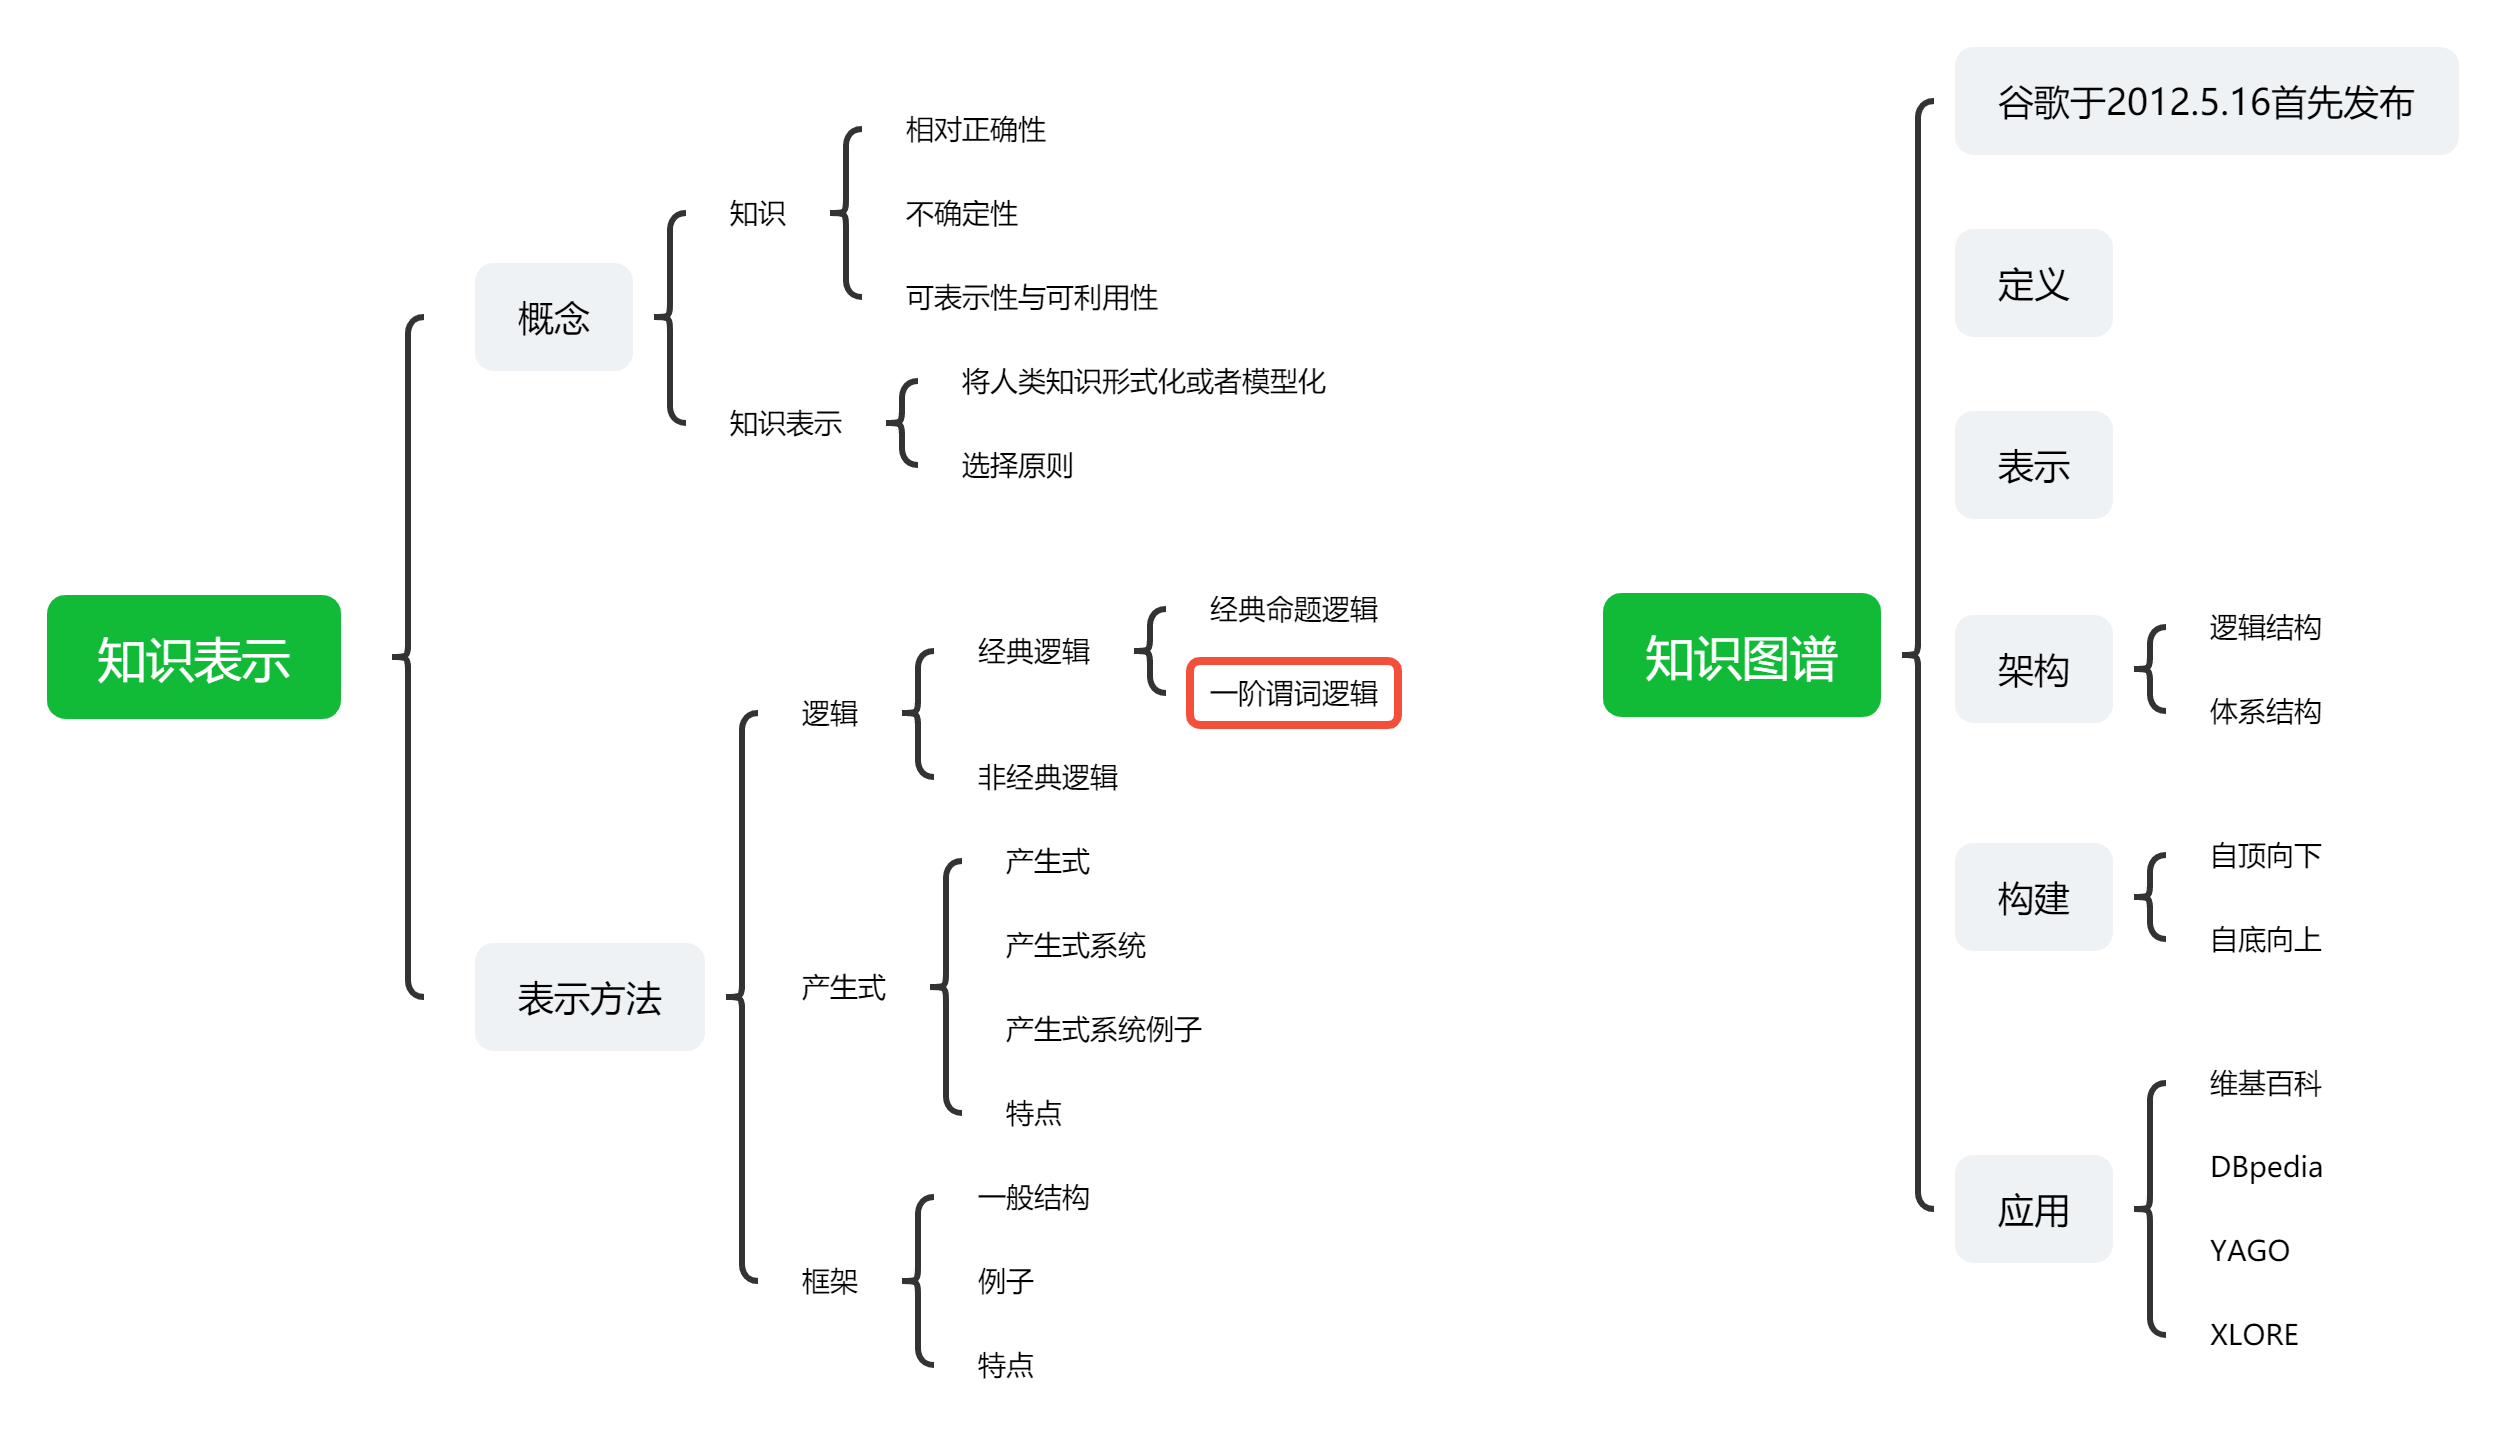 知识表示
概念
知识
相对正确性
不确定性
可表示性与可利用性
知识表示
将人类知识形式化或者模型化
选择原则
表示方法
逻辑
经典逻辑
经典命题逻辑
一阶谓词逻辑
非经典逻辑
产生式
产生式
产生式系统
产生式系统例子
特点
框架
一般结构
例子
特点
知识图谱
谷歌于2012.5.16首先发布
定义
表示
架构
逻辑结构
体系结构
构建
自顶向下
自底向上
应用
维基百科
DBpedia
YAGO
XLORE